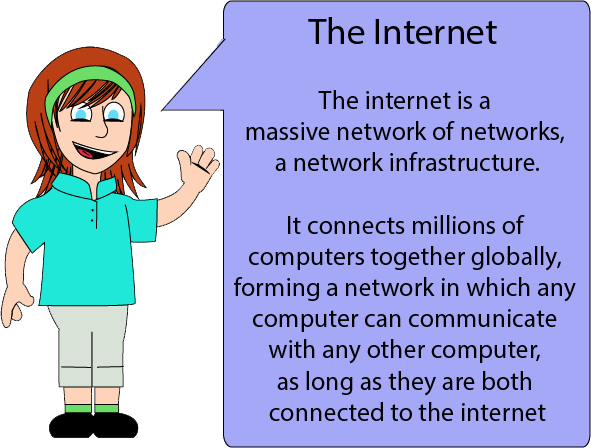 The Internet
The internet is a
massive network of networks,
a network infrastructure.
It connects millions of
computers together globally,
forming a network in which any
computer can communicate
with any other computer,
as long as they are both
connected to the internet